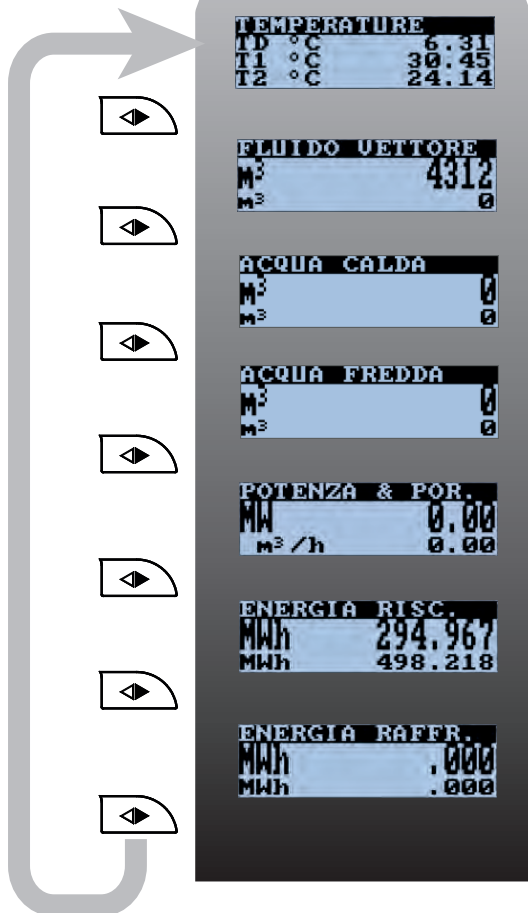 TEMPERATURE
TD °C 6.31
T1 °C 30.45
T2 °C 24.14
FLUIDO VETTORE
m³ 4312
m³ 0
ACQUA CALDA
m³ 0
m³ 0
ACQUA FREDDA
m³ 0
m³ 0
POTENZA & POR.
MW 0.00
m³/h 0.00
ENERGIA RISC.
MWh 294.967
MWh 498.218
ENERGIA RAFFR.
MWh .000
MWh .000